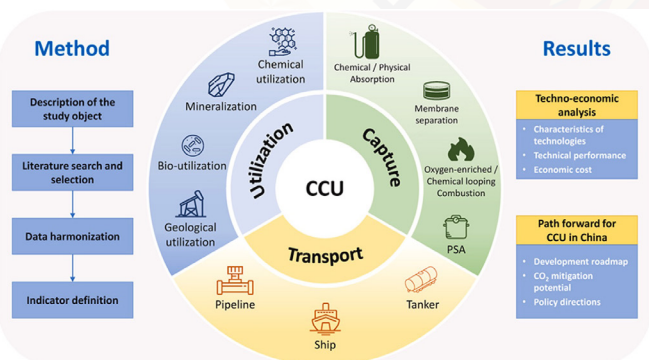 Method
Description of the
study object
Literature search and
selection
Data harmonization
Indicator definition
Chemical
utilization
Mineralization
Bio-utilization
Geological
utilization
Utilization
Chemical / Physical
Absorption
Membrane
separation
Oxygen-enriched /
Chemical looping
Combustion
PSA
Capture
CCU
Transport
Pipeline
Ship
Tanker
Results
Techno-economic
analysis
• Characteristics of
technologies
• Technical performance
• Economic cost
Path forward for
CCU in China
• Development roadmap
• CO₂ mitigation
potential
• Policy directions